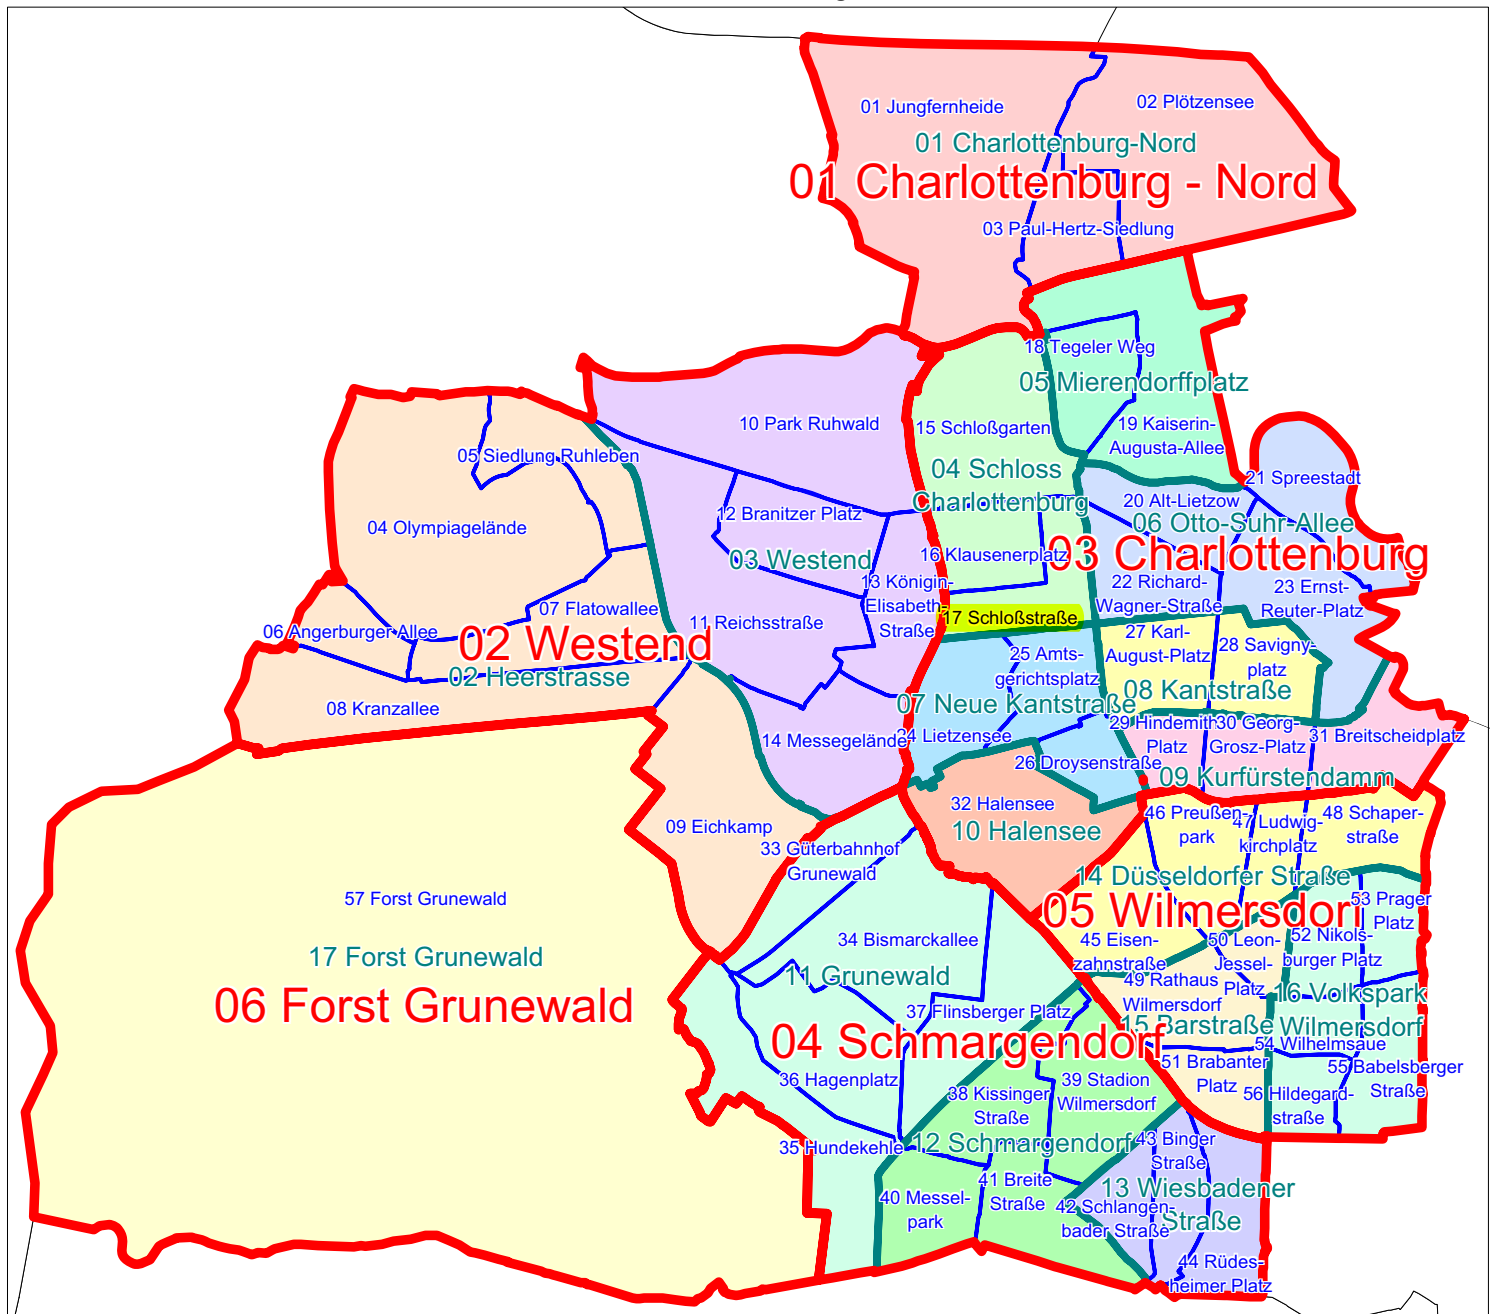 01 Jungfernheide
02 Plötzensee
01 Charlottenburg-Nord
01 Charlottenburg - Nord
03 Paul-Hertz-Siedlung
18 Tegeler Weg
05 Mierendorffplatz
10 Park Ruhwald
15 Schloßgarten
19 Kaiserin-
Augusta-Allee
05 Siedlung Ruhleben
04 Schloss
Charlottenburg
21 Spreestadt
20 Alt-Lietzow
04 Olympiagelände
12 Branitzer Platz
06 Otto-Suhr-Allee
03 Westend
16 Klausenerplatz
03 Charlottenburg
13 Königin-
Elisabeth-
Straße
22 Richard-
Wagner-Straße
23 Ernst-
Reuter-Platz
07 Flatowallee
11 Reichsstraße
17 Schloßstraße
06 Angerburger Allee
02 Westend
27 Karl-
August-Platz
28 Savigny-
platz
25 Amts-
gerichtsplatz
02 Heerstrasse
08 Kantstraße
07 Neue Kantstraße
08 Kranzallee
29 Hindemith
Platz
30 Georg-
Grosz-Platz
31 Breitscheidplatz
14 Messegelände
24 Lietzensee
26 Droysenstraße
09 Kurfürstendamm
32 Halensee
10 Halensee
46 Preußen-
park
47 Ludwig-
kirchplatz
48 Schaper-
straße
09 Eichkamp
33 Güterbahnhof
Grunewald
14 Düsseldorfer Straße
57 Forst Grunewald
05 Wilmersdorf
53 Prager
Platz
34 Bismarckallee
45 Eisen-
zahnstraße
50 Leon-
Jessel-
Platz
52 Nikols-
burger Platz
17 Forst Grunewald
11 Grunewald
49 Rathaus
Wilmersdorf
16 Volkspark
Wilmersdorf
06 Forst Grunewald
37 Flinsberger Platz
15 Barstraße
04 Schmargendorf
54 Wilhelmsaue
51 Brabanter
Platz
55 Babelsberger
Straße
36 Hagenplatz
38 Kissinger
Straße
39 Stadion
Wilmersdorf
56 Hildegard-
straße
35 Hundekehle
12 Schmargendorf
43 Binger
Straße
40 Messel-
park
41 Breite
Straße
13 Wiesbadener
Straße
42 Schlangen-
bader Straße
44 Rüdes-
heimer Platz